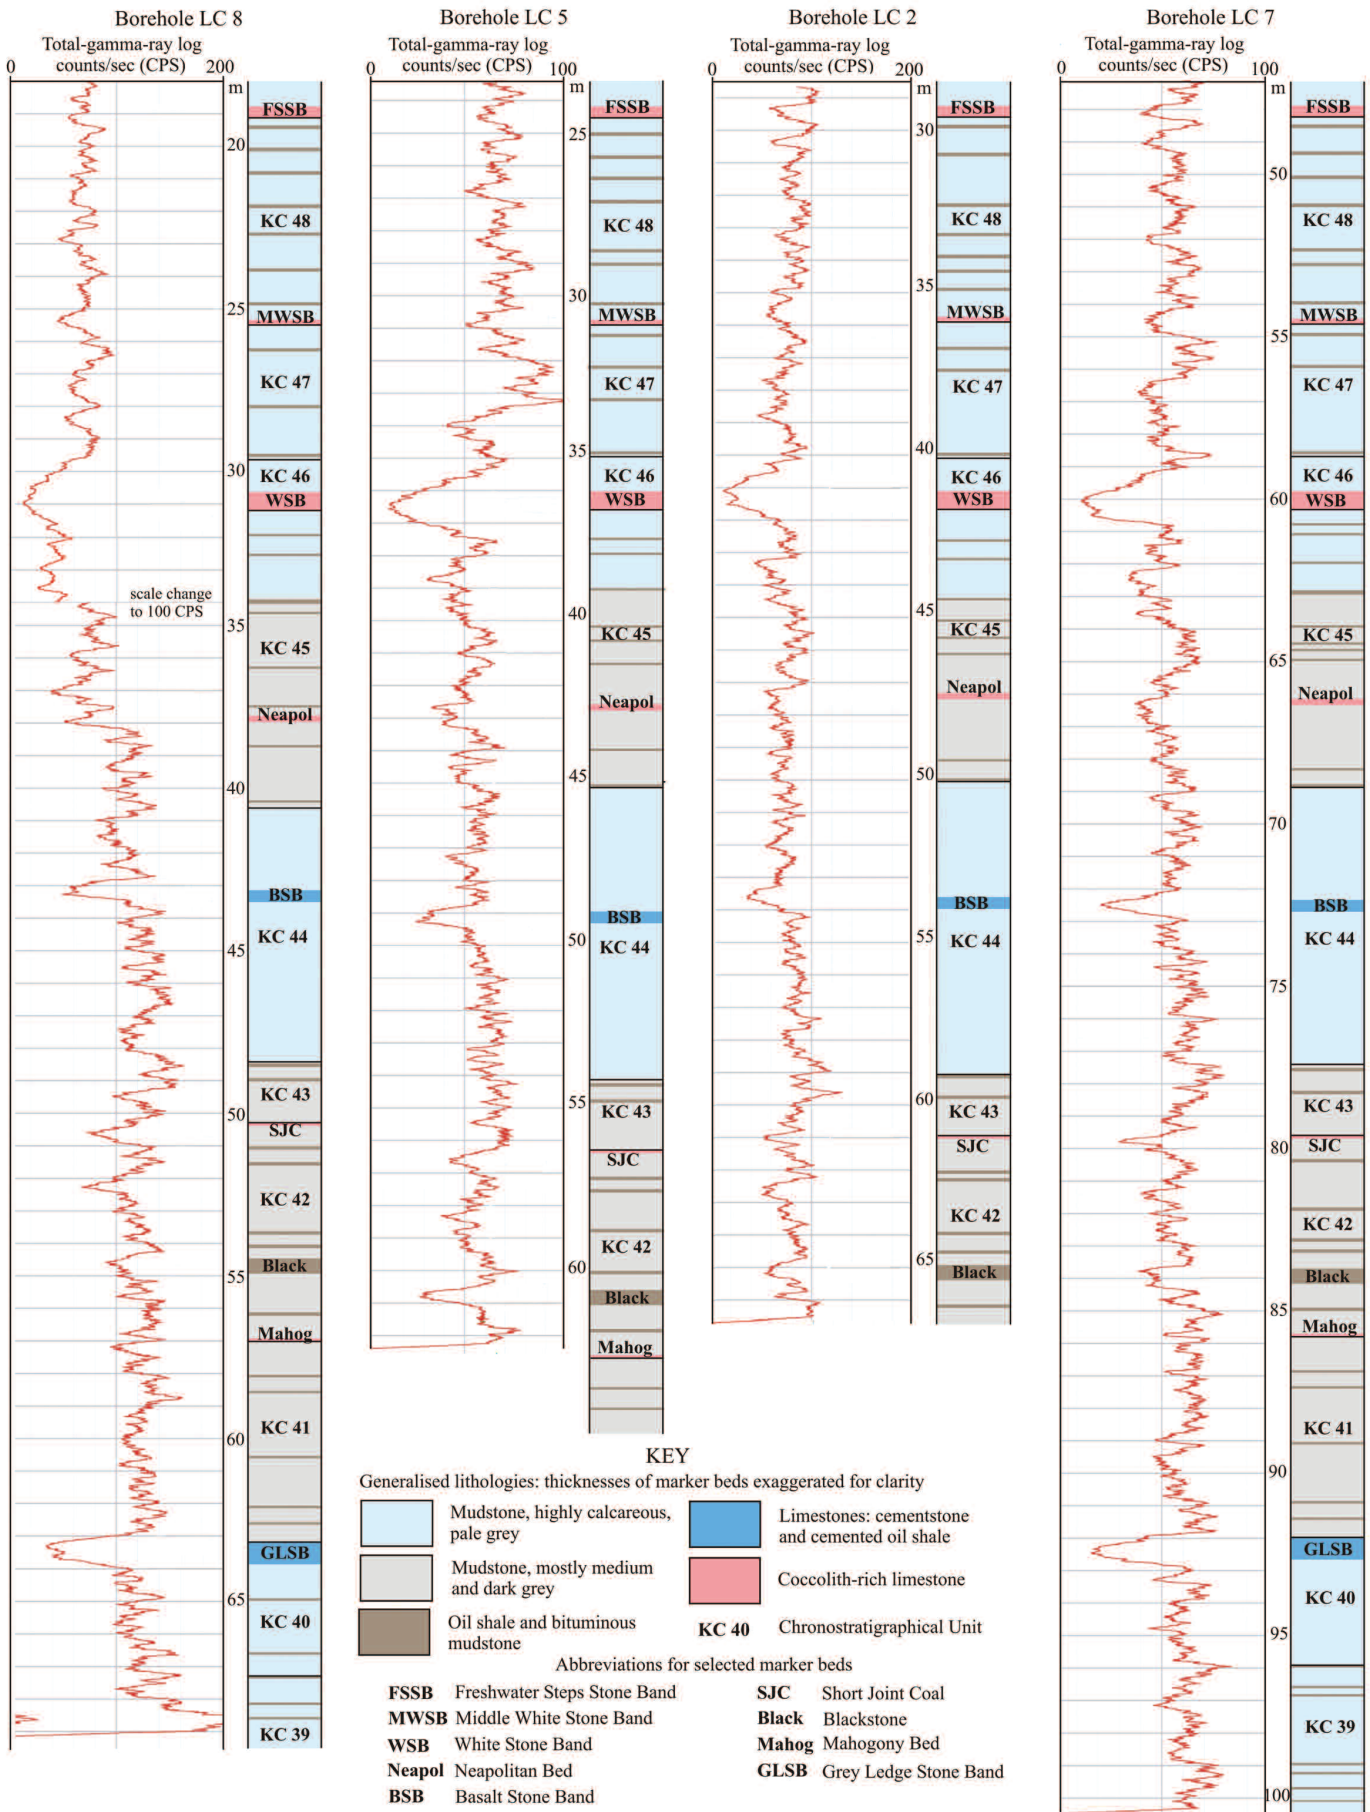 Borehole LC 8
Total-gamma-ray log
counts/sec (CPS)
0
200
m
FSSB
20
KC 48
25
MWSB
KC 47
30
KC 46
WSB
scale change
to 100 CPS
35
KC 45
Neapol
40
BSB
KC 44
45
KC 43
50
SJC
KC 42
Black
55
Mahog
KC 41
60
GLSB
65
KC 40
KC 39
Borehole LC 5
Total-gamma-ray log
counts/sec (CPS)
0
100
m
FSSB
25
KC 48
30
MWSB
KC 47
35
KC 46
WSB
40
KC 45
Neapol
45
BSB
50
KC 44
55
KC 43
SJC
KC 42
60
Black
Mahog
Borehole LC 2
Total-gamma-ray log
counts/sec (CPS)
0
200
m
FSSB
30
KC 48
35
MWSB
KC 47
40
KC 46
WSB
45
KC 45
Neapol
50
BSB
55
KC 44
60
KC 43
SJC
KC 42
65
Black
Borehole LC 7
Total-gamma-ray log
counts/sec (CPS)
0
100
m
FSSB
50
KC 48
MWSB
55
KC 47
KC 46
60
WSB
KC 45
65
Neapol
70
BSB
KC 44
75
KC 43
80
SJC
KC 42
Black
85
Mahog
KC 41
90
GLSB
KC 40
95
KC 39
100
KEY
Generalised lithologies: thicknesses of marker beds exaggerated for clarity
Mudstone, highly calcareous,
pale grey
Limestones: cementstone
and cemented oil shale
Mudstone, mostly medium
and dark grey
Coccolith-rich limestone
Oil shale and bituminous
mudstone
KC 40 Chronostratigraphical Unit
Abbreviations for selected marker beds
FSSB Freshwater Steps Stone Band
MWSB Middle White Stone Band
WSB White Stone Band
Neapol Neapolitan Bed
BSB Basalt Stone Band
SJC Short Joint Coal
Black Blackstone
Mahog Mahogony Bed
GLSB Grey Ledge Stone Band